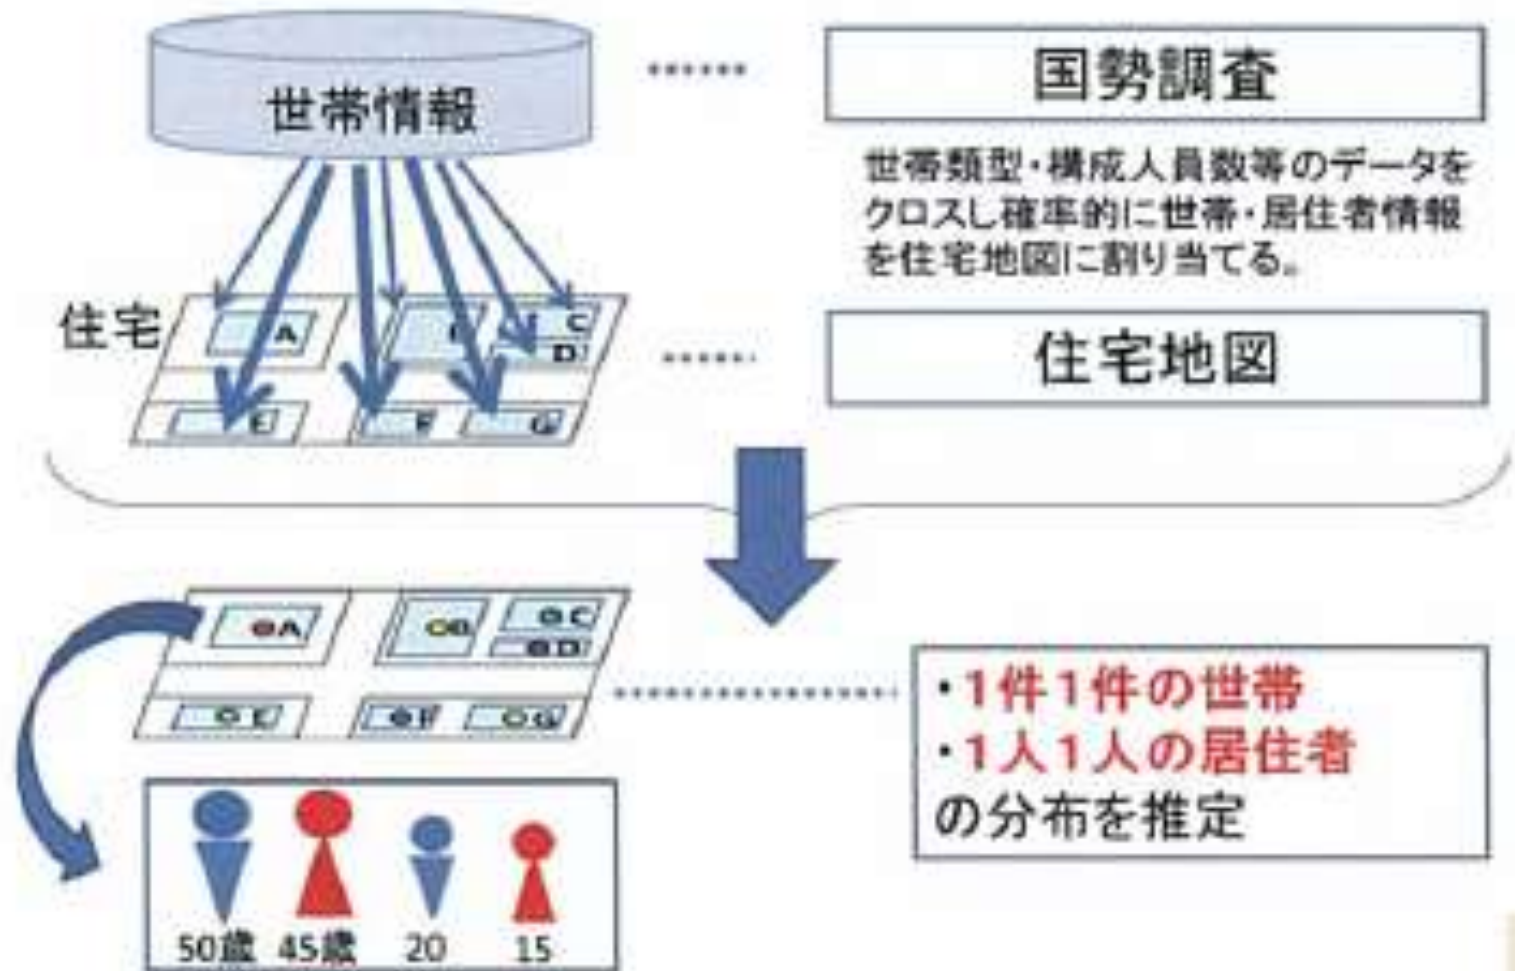 世帯情報
国勢調査
世帯類型・構成人員数等のデータを
クロスし確率的に世帯・居住者情報
を住宅地図に割り当てる。
住宅
A
C
D
E
F
G
住宅地図
A
B
C
D
E
F
G
・1件1件の世帯
・1人1人の居住者
の分布を推定
50歳 45歳 20 15